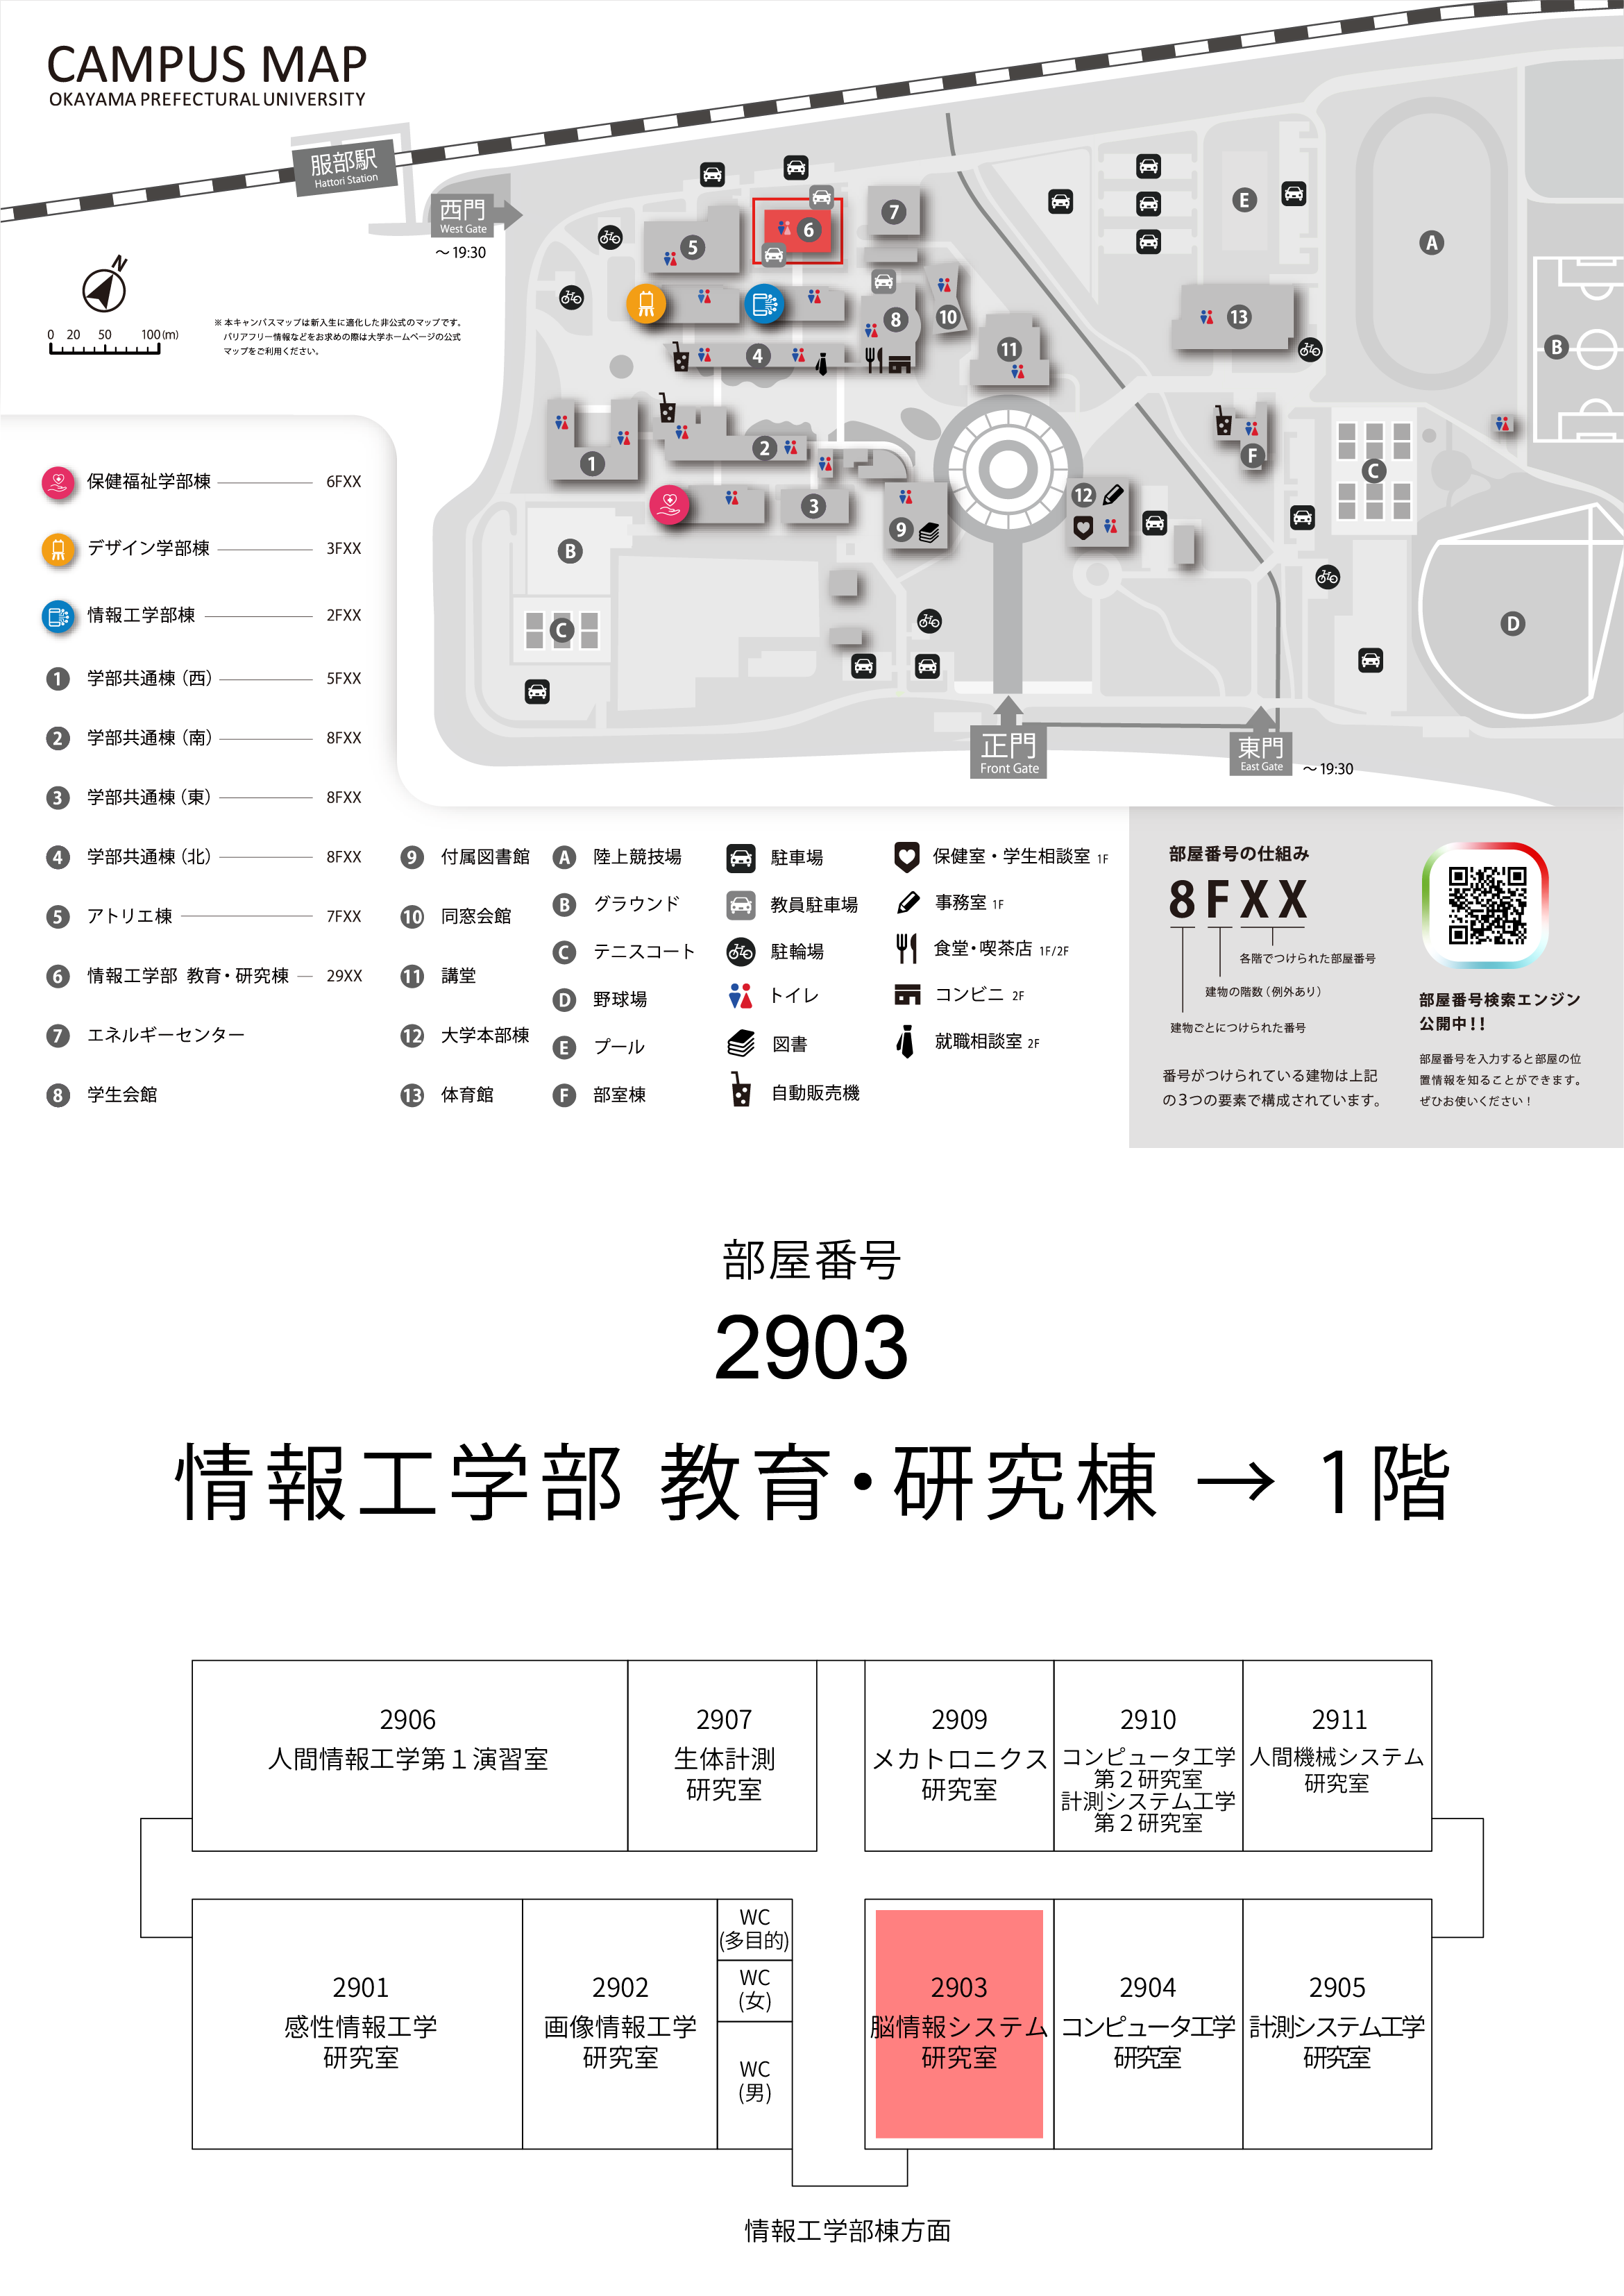 CAMPUS MAP
OKAYAMA PREFECTURAL UNIVERSITY
服部駅
Hattori Station
西門
West Gate
～19:30
N
0 20 50 100(m)
※ 本キャンパスマップは新入生に適化した非公式のマップです。
バリアフリー情報などをお求めの際は大学ホームページの公式
マップをご利用ください。
7
6
5
E
A
8
10
13
11
4
B
1
2
F
C
3
12
9
B
C
D
正門
Front Gate
東門
East Gate
～19:30
保健福祉学部棟 6FXX
デザイン学部棟 3FXX
情報工学部棟 2FXX
1 学部共通棟（西） 5FXX
2 学部共通棟（南） 8FXX
3 学部共通棟（東） 8FXX
4 学部共通棟（北） 8FXX
5 アトリエ棟 7FXX
6 情報工学部 教育・研究棟 29XX
7 エネルギーセンター
8 学生会館
9 付属図書館
10 同窓会館
11 講堂
12 大学本部棟
13 体育館
A 陸上競技場
B グラウンド
C テニスコート
D 野球場
E プール
F 部室棟
駐車場
教員駐車場
駐輪場
トイレ
図書
自動販売機
保健室・学生相談室 1F
事務室 1F
食堂・喫茶店 1F/2F
コンビニ 2F
就職相談室 2F
部屋番号の仕組み
8FXX
各階でつけられた部屋番号
建物の階数（例外あり）
建物ごとにつけられた番号
番号がつけられている建物は上記
の3つの要素で構成されています。
部屋番号検索エンジン
公開中!!
部屋番号を入力すると部屋の位
置情報を知ることができます。
ぜひお使いください！
部屋番号
2903
情報工学部 教育・研究棟 → 1階
2906
人間情報工学第１演習室
2907
生体計測
研究室
2909
メカトロニクス
研究室
2910
コンピュータ工学
第２研究室
計測システム工学
第２研究室
2911
人間機械システム
研究室
2901
感性情報工学
研究室
2902
画像情報工学
研究室
WC
(多目的)
WC
(女)
WC
(男)
2903
脳情報システム
研究室
2904
コンピュータ工学
研究室
2905
計測システム工学
研究室
情報工学部棟方面